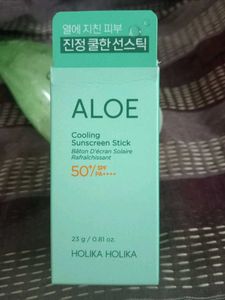 열에 지친 피부
진정 쿨한 선스틱
ALOE
Cooling
Sunscreen Stick
Bâton D'écran Solaire
Rafraîchissant
50+ SPF
PA++++
23 g / 0.81 oz.
HOLIKA HOLIKA